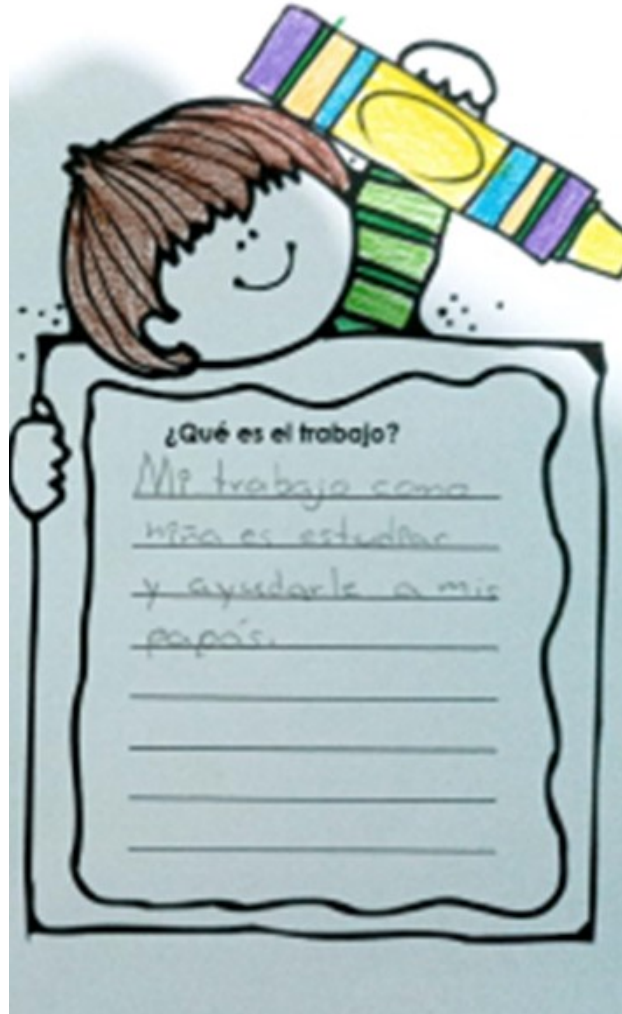 ¿Qué es el trabajo?
Mi trabajo como
niña es estudiar
y ayudarle a mis
papás.